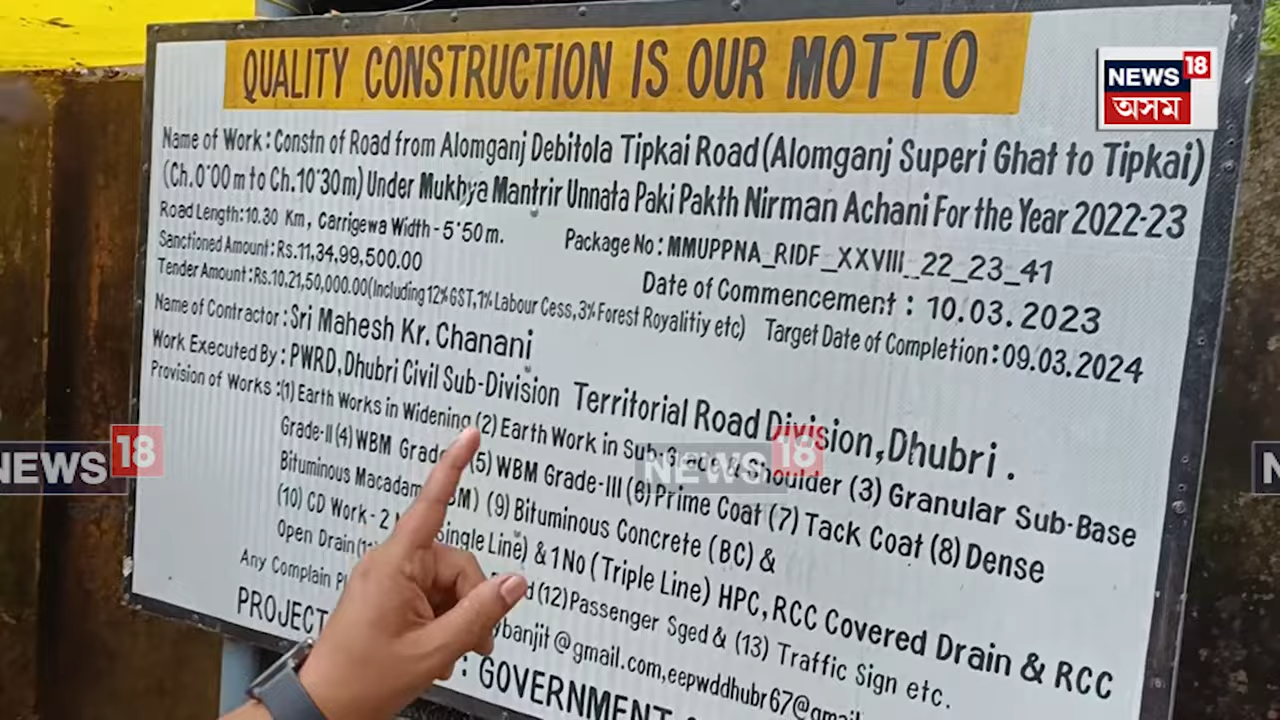 QUALITY CONSTRUCTION IS OUR MOTTO
NEWS 18
অসম
Name of Work : Constn of Road from Alomganj Debitola Tipkai Road (Alomganj Superi Ghat to Tipkai)
(Ch.0°00 m to Ch.10°30m) Under Mukhya Mantrir Unnata Paki Pakth Nirman Achani For the Year 2022-23
Road Length:10.30 Km, Carrigewa Width - 5°50 m.
Package No : MMUPPNA_RIDF_XXVIII_22_23_41
Sanctioned Amount : Rs.11,34,99,500.00
Date of Commencement : 10.03.2023
Tender Amount : Rs.10,21,50,000.00(Including 12% GST,1% Labour Cess, 3% Forest Royalitiy etc)
Target Date of Completion : 09.03.2024
Name of Contractor : Sri Mahesh Kr. Chanani
Work Executed By : PWRD, Dhubri Civil Sub-Division Territorial Road Division, Dhubri .
Provision of Works :(1) Earth Works in Widening (2) Earth Work in Sub-Grade & Shoulder (3) Granular Sub-Base
Grade-II (4) WBM (5) WBM Grade-III (6) Prime Coat (7) Tack Coat (8) Dense
Bituminous Macadam (9) Bituminous Concrete (BC) &
(10) CD Work - 2 Single Line) & 1 No (Triple Line) HPC, RCC Covered Drain & RCC
Open Drain (12) Passenger Sged & (13) Traffic Sign etc.
Any Complain banjit@gmail.com,eepwddhubr67@gmail
PROJECT : GOVERNMENT
NEWS 18
NEWS 18
N